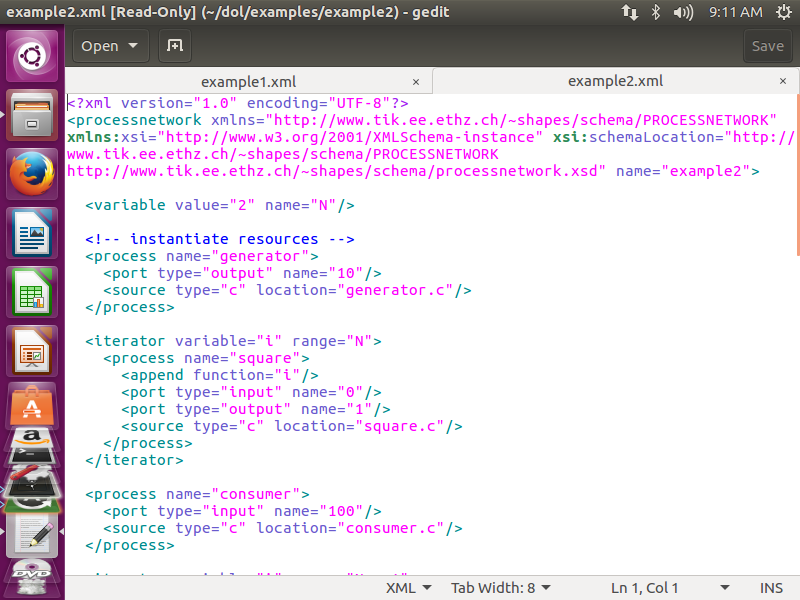 example2.xml [Read-Only] (~/dol/examples/example2) - gedit
9:11 AM
Open
Save
example1.xml ×
example2.xml ×
<?xml version="1.0" encoding="UTF-8"?>
<processnetwork xmlns="http://www.tik.ee.ethz.ch/~shapes/schema/PROCESSNETWORK"
xmlns:xsi="http://www.w3.org/2001/XMLSchema-instance" xsi:schemaLocation="http://
www.tik.ee.ethz.ch/~shapes/schema/PROCESSNETWORK
http://www.tik.ee.ethz.ch/~shapes/schema/processnetwork.xsd" name="example2">
<variable value="2" name="N"/>
<!-- instantiate resources -->
<process name="generator">
<port type="output" name="10"/>
<source type="c" location="generator.c"/>
</process>
<iterator variable="i" range="N">
<process name="square">
<append function="i"/>
<port type="input" name="0"/>
<port type="output" name="1"/>
<source type="c" location="square.c"/>
</process>
</iterator>
<process name="consumer">
<port type="input" name="100"/>
<source type="c" location="consumer.c"/>
</process>
XML
Tab Width: 8
Ln 1, Col 1
INS